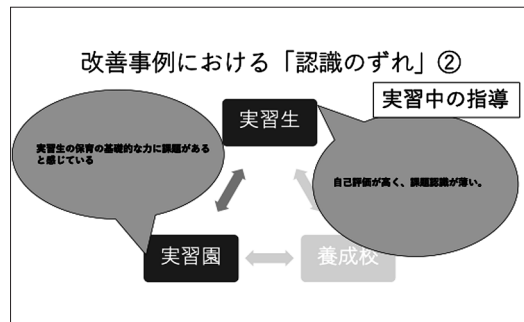 改善事例における「認識のずれ」②
実習中の指導
実習生
実習生の保育の基礎的な力に課題がある
と感じている
自己評価が高く、課題認識が薄い。
実習園
養成校